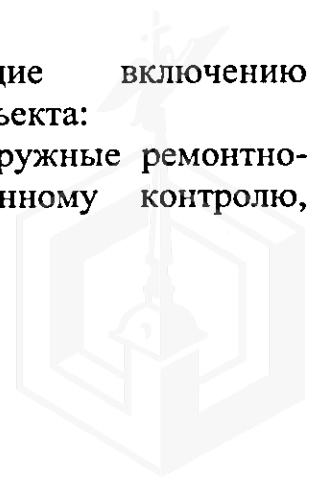 щие включению
ъекта:
ружные ремонтно-
нному контролю,